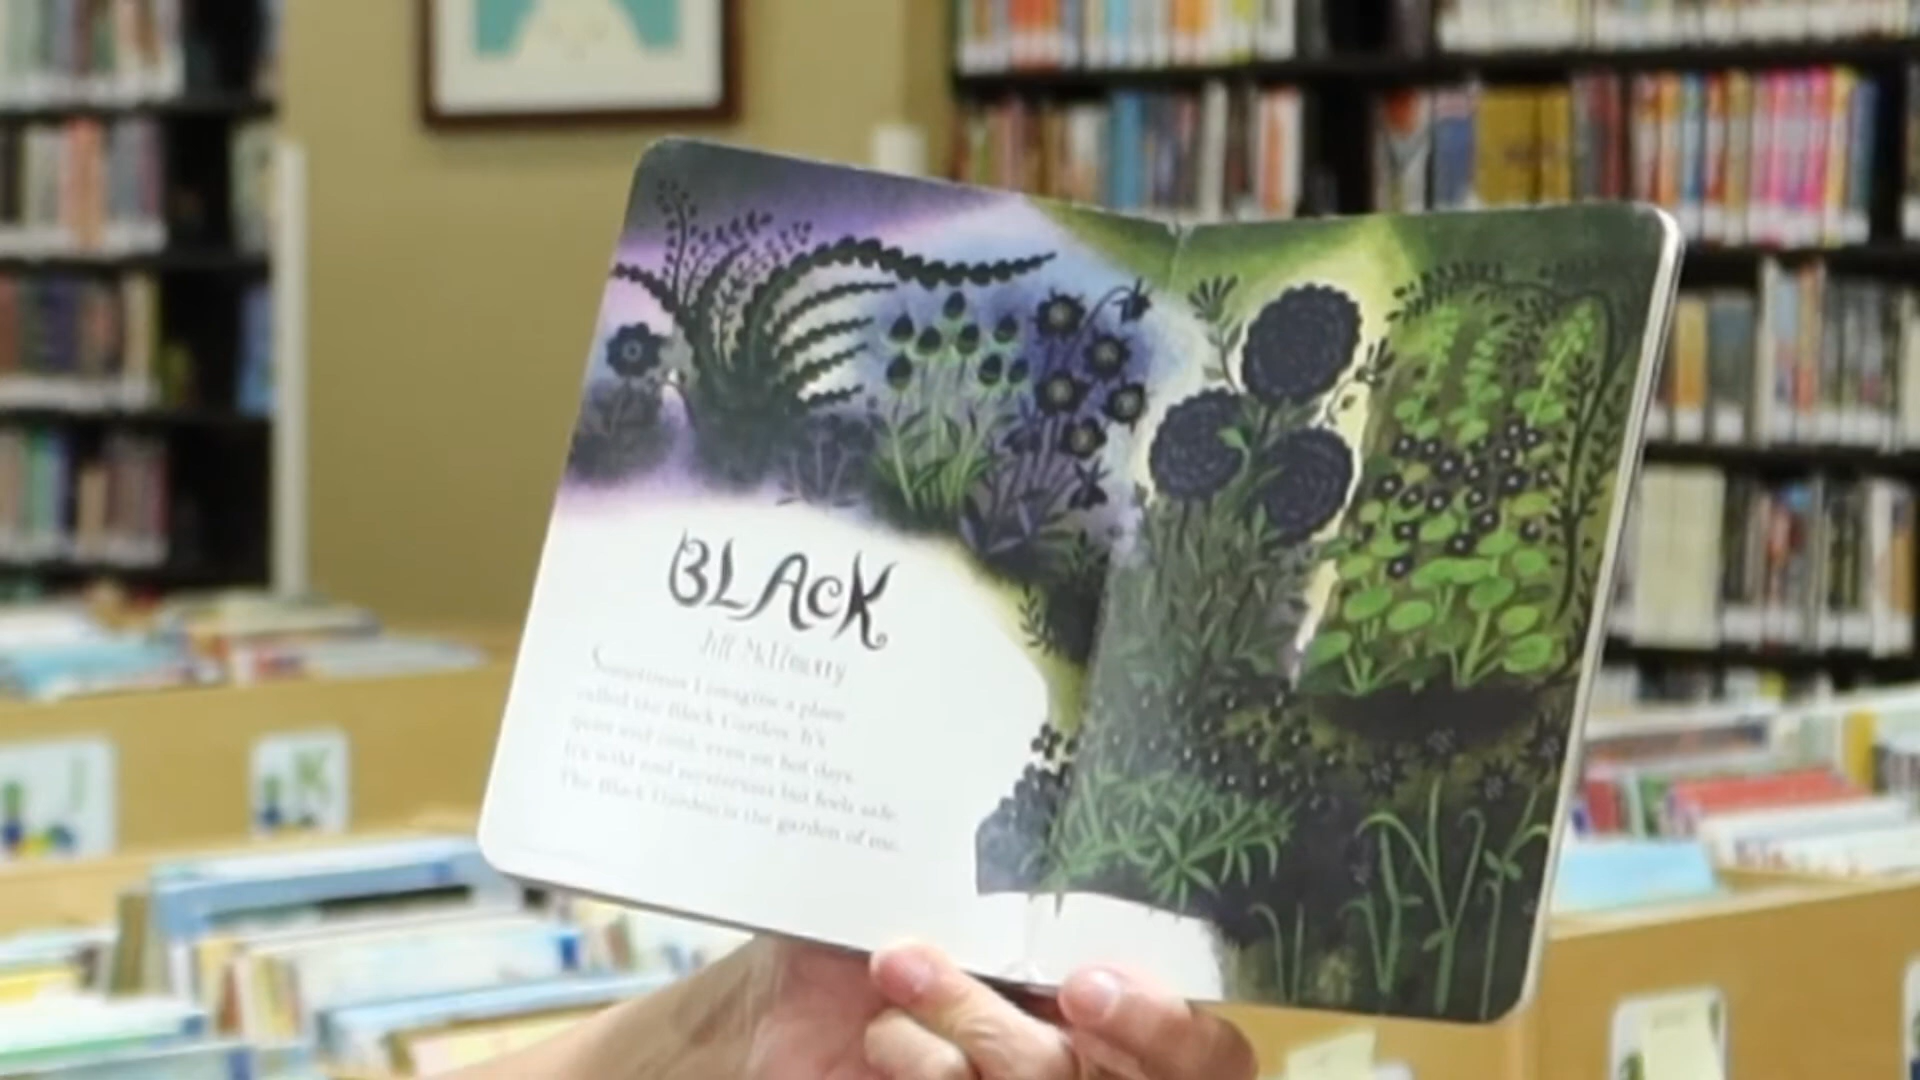 BLAcK
Jill McElmurry
Sometimes I imagine a place
called the Black Garden. It's
quiet and cool, even on hot days.
It's wild and mysterious but feels safe.
The Black Garden is the garden of me.
J
K